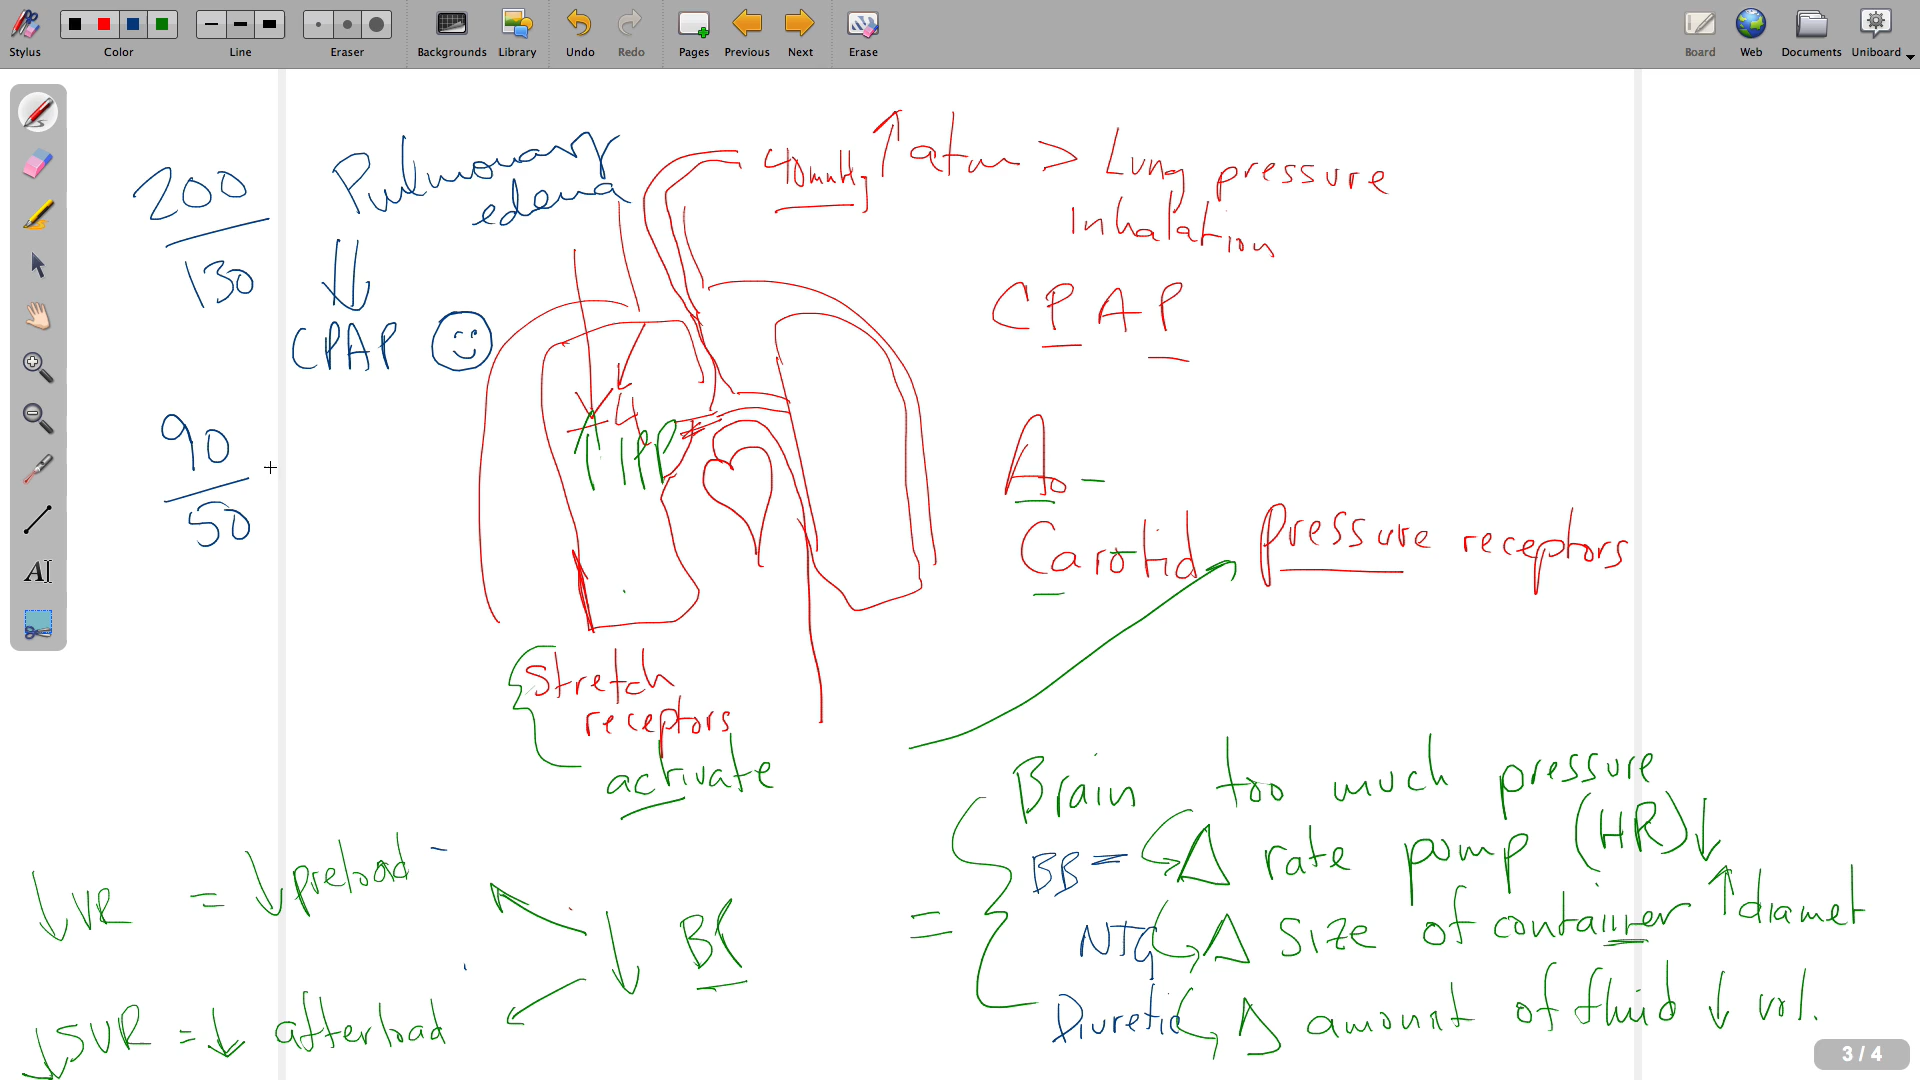 Stylus
Color
Line
Eraser
Backgrounds
Library
Undo
Redo
Pages
Previous
Next
Erase
Board
Web
Documents
Uniboard
200
130
Pulmonary
edema
CPAP
40mmHg ↑ atm > Lung pressure
Inhalation
CPAP
90
50
↑ IPP
Ao -
Carotid
Pressure receptors
Stretch
receptors
activate
Brain too much pressure
BB = Δ rate pump (HR)↓
NTG Δ size of container ↑ diamet
Diuretic Δ amount of fluid ↓ vol.
↓ VR = ↓ preload -
↓ BP =
↓ SVR = ↓ afterload
3 / 4